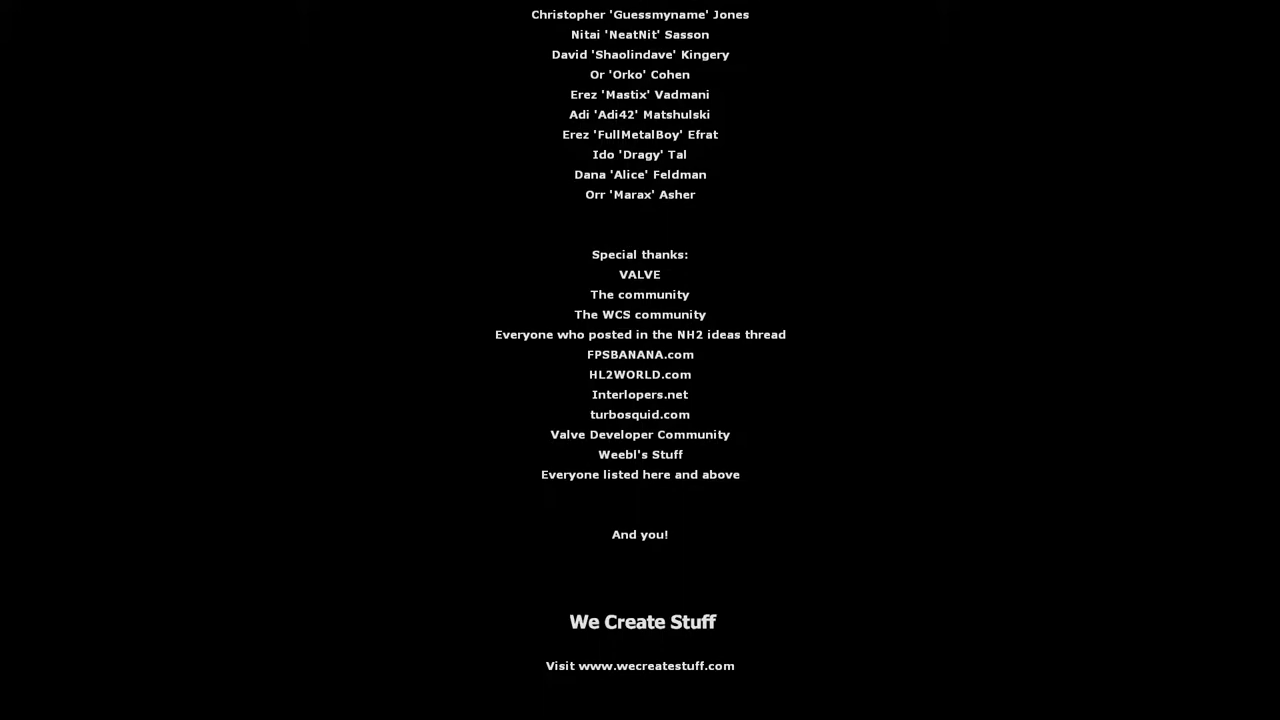 Christopher 'Guessmyname' Jones
Nitai 'NeatNit' Sasson
David 'Shaolindave' Kingery
Or 'Orko' Cohen
Erez 'Mastix' Vadmani
Adi 'Adi42' Matshulski
Erez 'FullMetalBoy' Efrat
Ido 'Dragy' Tal
Dana 'Alice' Feldman
Orr 'Marax' Asher
Special thanks:
VALVE
The community
The WCS community
Everyone who posted in the NH2 ideas thread
FPSBANANA.com
HL2WORLD.com
Interlopers.net
turbosquid.com
Valve Developer Community
Weebl's Stuff
Everyone listed here and above
And you!
We Create Stuff
Visit www.wecreatestuff.com